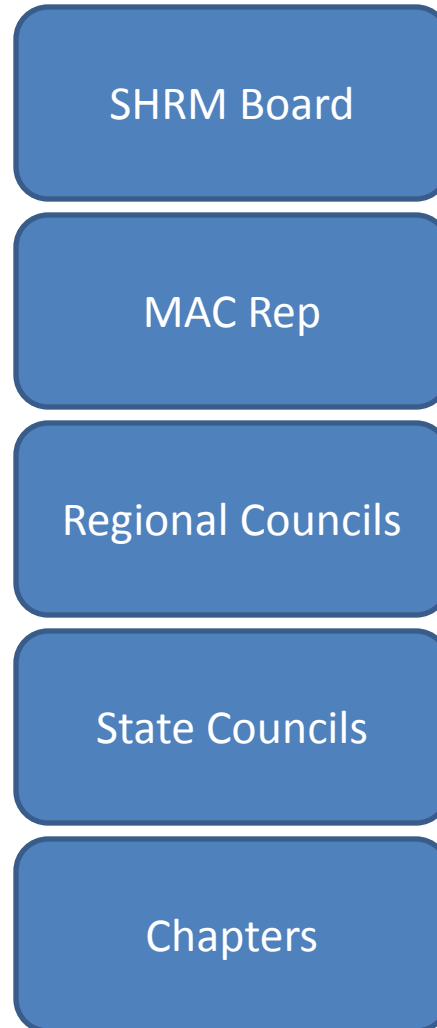 SHRM Board
MAC Rep
Regional Councils
State Councils
Chapters